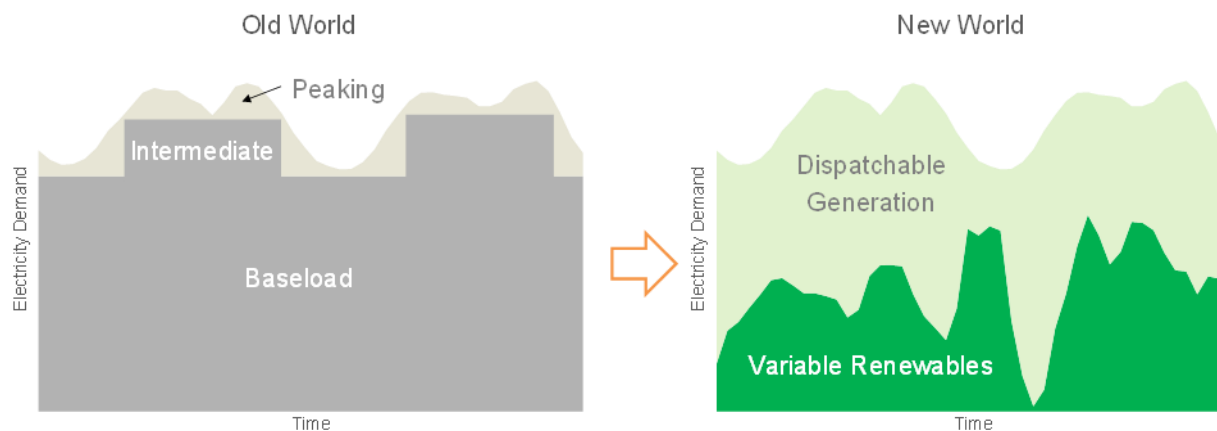 Old World
Peaking
Intermediate
Baseload
Electricity Demand
Time
New World
Dispatchable
Generation
Variable Renewables
Electricity Demand
Time